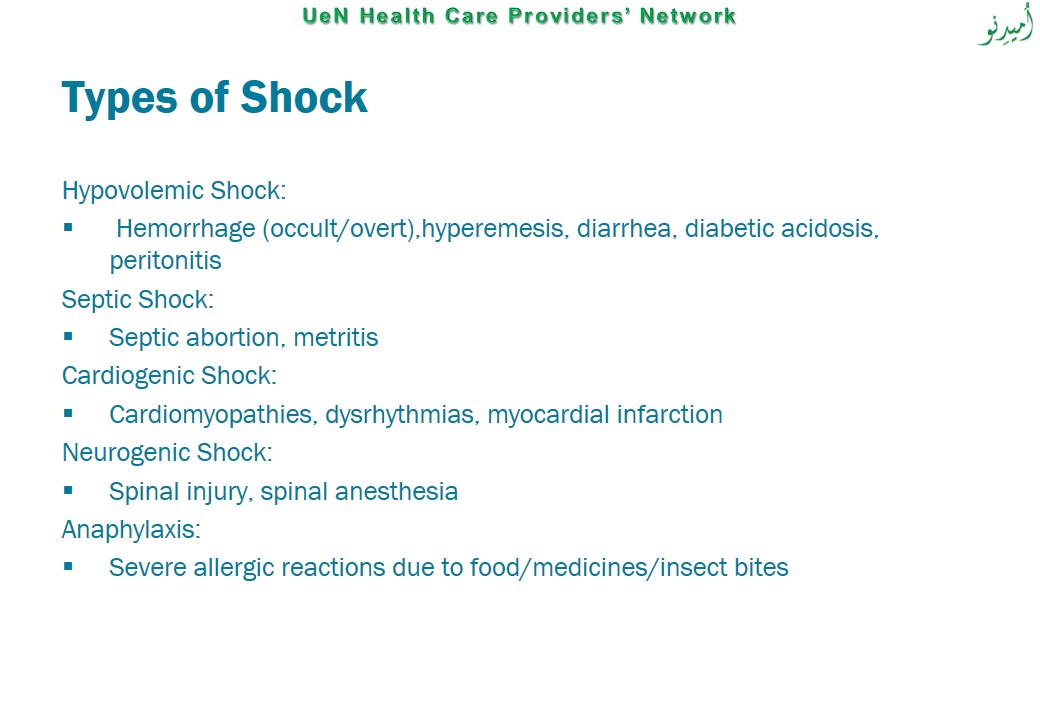 UeN Health Care Providers' Network
أُميدِنو
Types of Shock
Hypovolemic Shock:
▪ Hemorrhage (occult/overt),hyperemesis, diarrhea, diabetic acidosis,
peritonitis
Septic Shock:
▪ Septic abortion, metritis
Cardiogenic Shock:
▪ Cardiomyopathies, dysrhythmias, myocardial infarction
Neurogenic Shock:
▪ Spinal injury, spinal anesthesia
Anaphylaxis:
▪ Severe allergic reactions due to food/medicines/insect bites